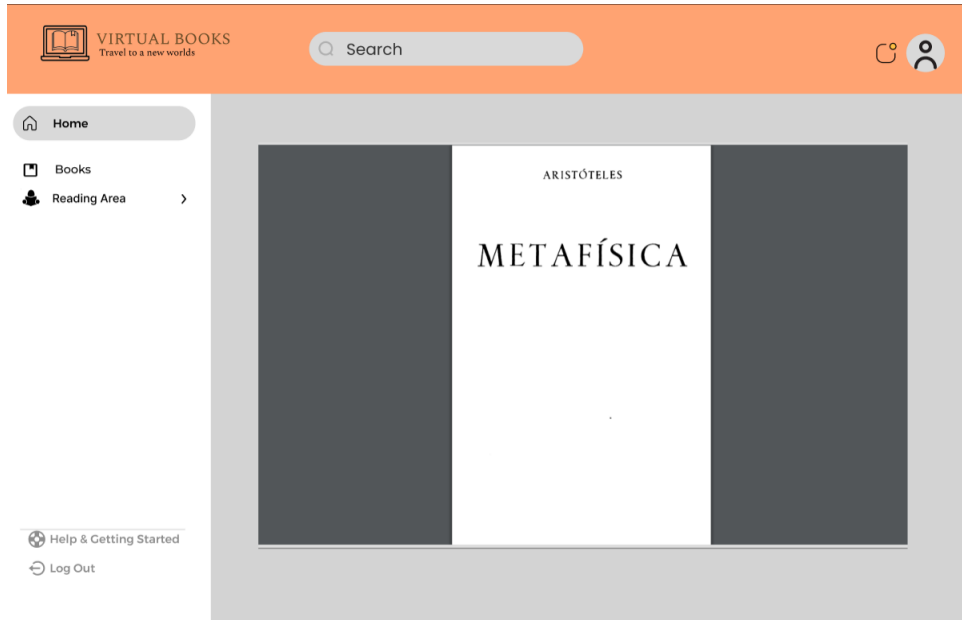 VIRTUAL BOOKS
Travel to a new worlds
Search
Home
Books
Reading Area
Help & Getting Started
Log Out
ARISTÓTELES
METAFÍSICA